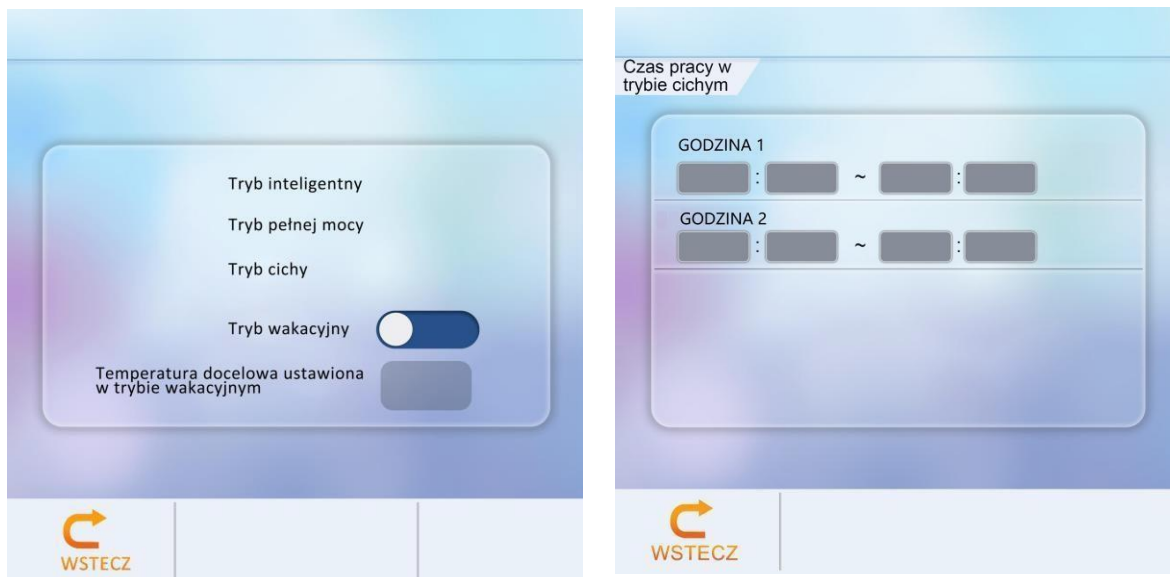 Tryb inteligentny
Tryb pełnej mocy
Tryb cichy
Tryb wakacyjny
Temperatura docelowa ustawiona
w trybie wakacyjnym
WSTECZ
Czas pracy w
trybie cichym
GODZINA 1
: ~ :
GODZINA 2
: ~ :
WSTECZ